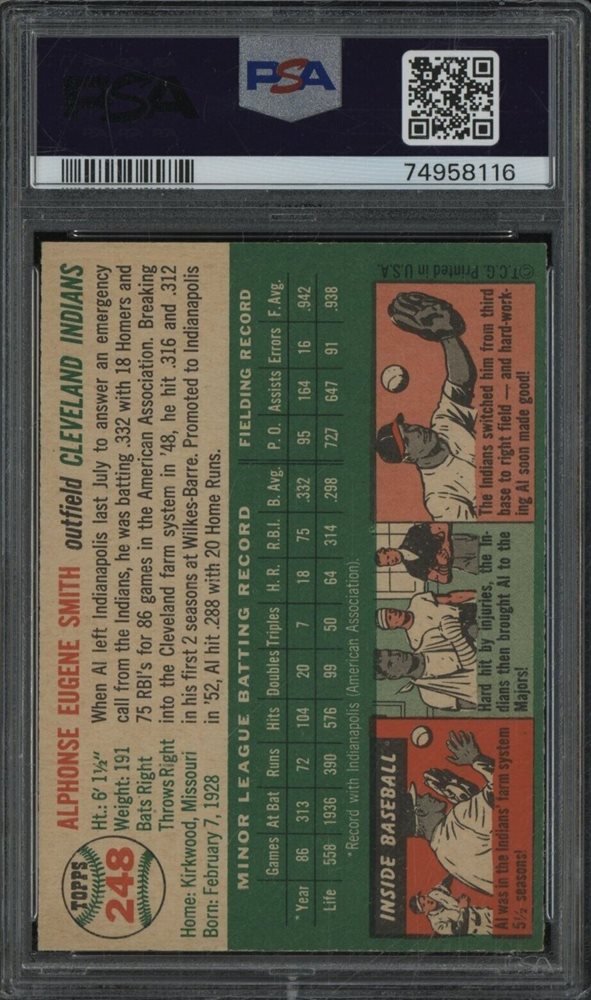 PSA
PSA
74958116
TOPPS
248
ALPHONSE EUGENE SMITH outfield CLEVELAND INDIANS
Ht.: 6' 1½"
Weight: 191
Bats Right
Throws Right
Home: Kirkwood, Missouri
Born: February 7, 1928
When Al left Indianapolis last July to answer an emergency
call from the Indians, he was batting .332 with 18 Homers and
75 RBI's for 86 games in the American Association. Breaking
into the Cleveland farm system in '48, he hit .316 and .312
in his first 2 seasons at Wilkes-Barre. Promoted to Indianapolis
in '52, Al hit .288 with 20 Home Runs.
MINOR LEAGUE BATTING RECORD FIELDING RECORD
Games At Bat Runs Hits Doubles Triples H. R. R.B.I. B. Avg. P. O. Assists Errors F. Avg.
*Year 86 313 72 104 20 7 18 75 .332 95 164 16 .942
Life 558 1936 390 576 99 50 64 314 .298 727 647 91 .938
*Record with Indianapolis (American Association).
INSIDE BASEBALL
Al was in the Indians' farm system
5½ seasons!
Hard hit by injuries, the In-
dians then brought Al to the
Majors!
The Indians switched him from third
base to right field — and hard-work-
ing Al soon made good!
©T.C.G. Printed in U.S.A.